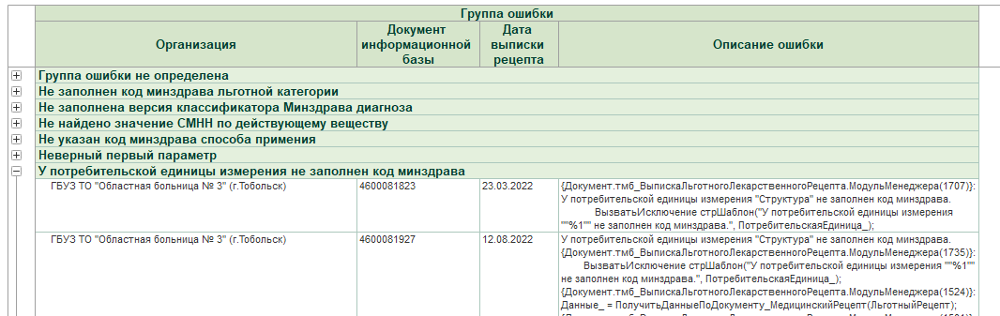 Группа ошибки
Организация
Документ
информационной
базы
Дата
выписки
рецепта
Описание ошибки
Группа ошибки не определена
Не заполнен код минздрава льготной категории
Не заполнена версия классификатора Минздрава диагноза
Не найдено значение СМНН по действующему веществу
Не указан код минздрава способа примения
Неверный первый параметр
У потребительской единицы измерения не заполнен код минздрава
ГБУЗ ТО "Областная больница № 3" (г.Тобольск)
4600081823
23.03.2022
{Документ.тмб_ВыпискаЛьготногоЛекарственногоРецепта.МодульМенеджера(1707)}:
У потребительской единицы измерения "Структура" не заполнен код минздрава.
ВызватьИсключение стрШаблон("У потребительской единицы измерения
""%1"" не заполнен код минздрава.", ПотребительскаяЕдиница_);
ГБУЗ ТО "Областная больница № 3" (г.Тобольск)
4600081927
12.08.2022
У потребительской единицы измерения "Структура" не заполнен код минздрава.
{Документ.тмб_ВыпискаЛьготногоЛекарственногоРецепта.МодульМенеджера(1735)}:
ВызватьИсключение стрШаблон("У потребительской единицы измерения ""%1""
не заполнен код минздрава.", ПотребительскаяЕдиница_);
{Документ.тмб_ВыпискаЛьготногоЛекарственногоРецепта.МодульМенеджера(1524)}:
Данные_ = ПолучитьДанныеПоДокументу_МедицинскийРецепт(ЛьготныйРецепт);